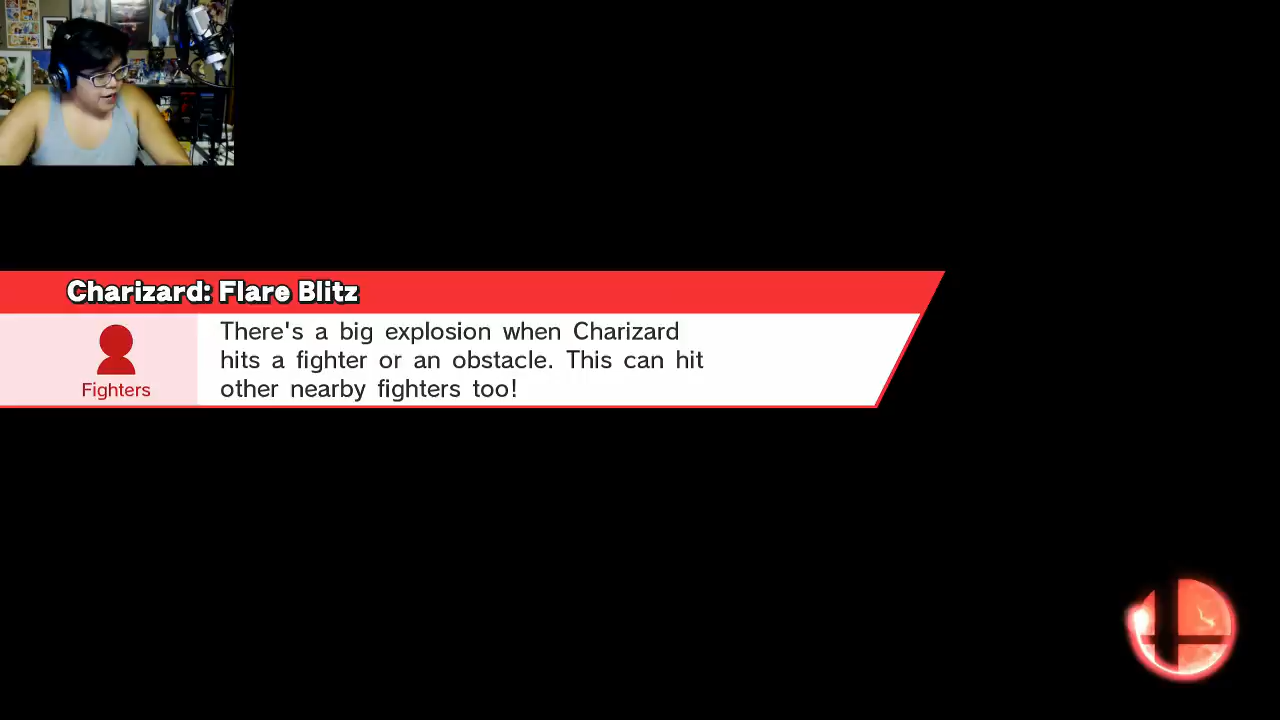 Charizard: Flare Blitz
There's a big explosion when Charizard
hits a fighter or an obstacle. This can hit
other nearby fighters too!
Fighters